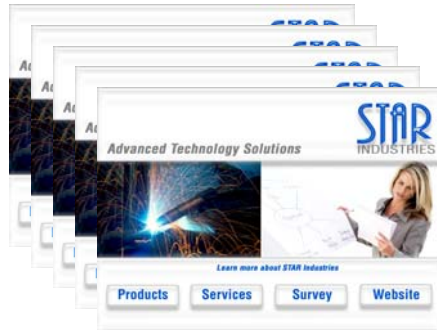 STAR
INDUSTRIES
Advanced Technology Solutions
Learn more about STAR Industries
Products Services Survey Website